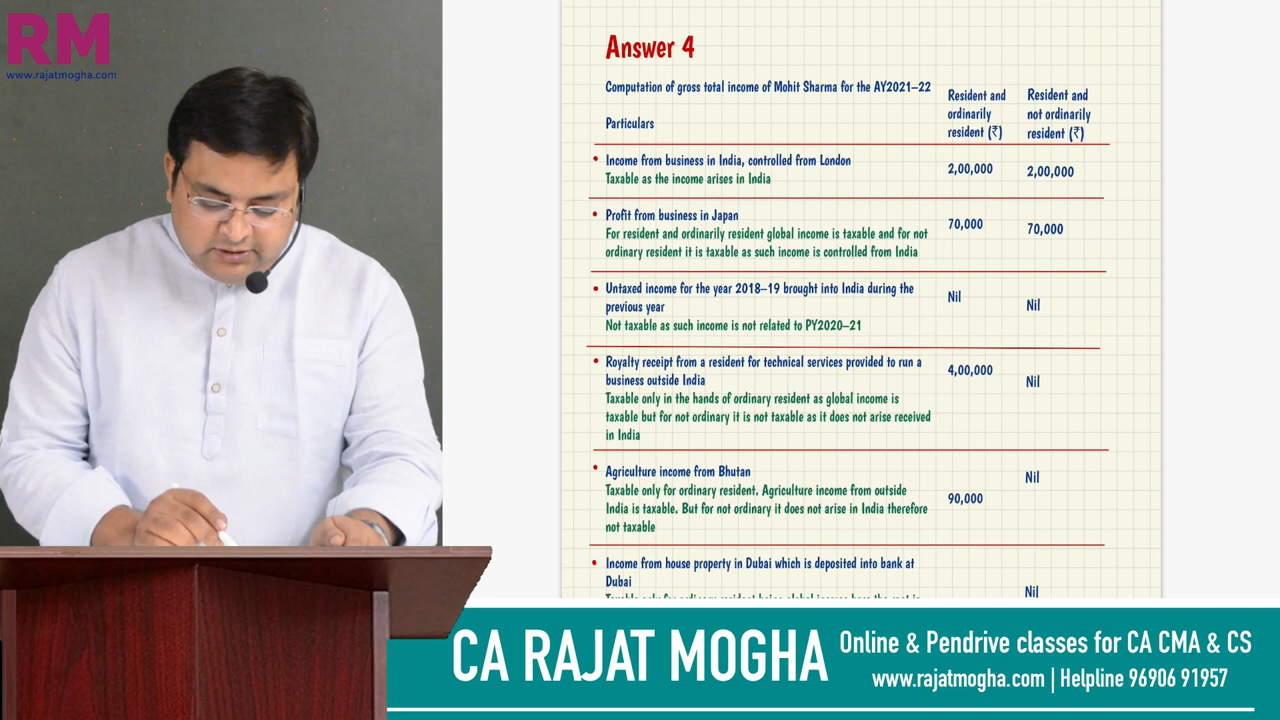 RM
www.rajatmogha.com
Answer 4
Computation of gross total income of Mohit Sharma for the AY2021–22
Particulars
Resident and
ordinarily
resident (₹)
Resident and
not ordinarily
resident (₹)
• Income from business in India, controlled from London
Taxable as the income arises in India
2,00,000
2,00,000
• Profit from business in Japan
For resident and ordinarily resident global income is taxable and for not
ordinary resident it is taxable as such income is controlled from India
70,000
70,000
• Untaxed income for the year 2018–19 brought into India during the
previous year
Not taxable as such income is not related to PY2020–21
Nil
Nil
• Royalty receipt from a resident for technical services provided to run a
business outside India
Taxable only in the hands of ordinary resident as global income is
taxable but for not ordinary it is not taxable as it does not arise received
in India
4,00,000
Nil
• Agriculture income from Bhutan
Taxable only for ordinary resident. Agriculture income from outside
India is taxable. But for not ordinary it does not arise in India therefore
not taxable
90,000
Nil
• Income from house property in Dubai which is deposited into bank at
Dubai
Nil
CA RAJAT MOGHA
Online & Pendrive classes for CA CMA & CS
www.rajatmogha.com | Helpline 96906 91957